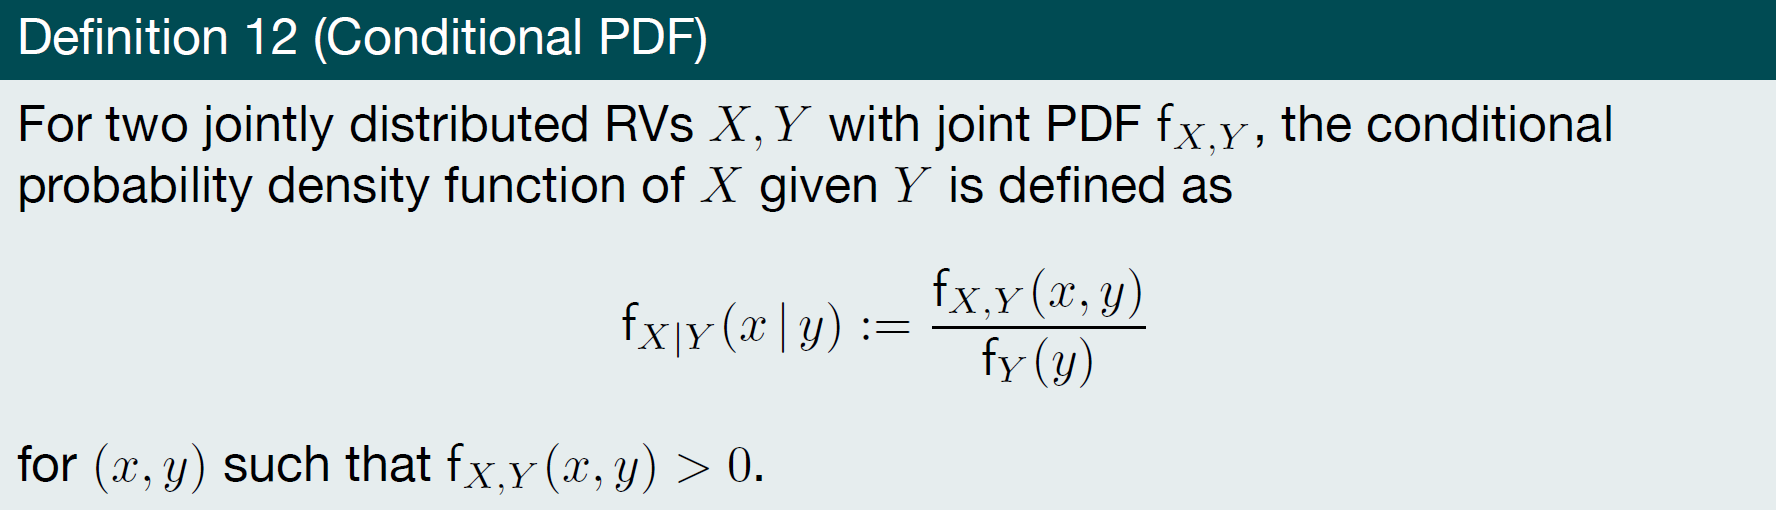 Definition 12 (Conditional PDF)
For two jointly distributed RVs X, Y with joint PDF f_{X,Y}, the conditional
probability density function of X given Y is defined as
f_{X|Y}(x | y) := \frac{f_{X,Y}(x, y)}{f_Y(y)}
for (x, y) such that f_{X,Y}(x, y) > 0.